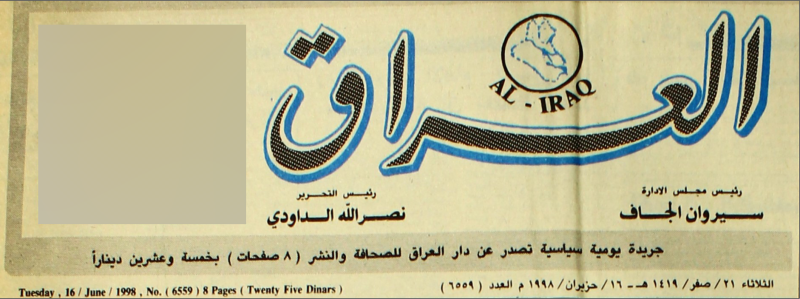 العراق
AL - IRAQ
رئيس مجلس الادارة
سيروان الجاف
رئيس التحرير
نصرالله الداودي
جريدة يومية سياسية تصدر عن دار العراق للصحافة والنشر ( ٨ صفحات ) بخمسة وعشرين ديناراً
الثلاثاء ٢١/ صفر/ ١٤١٩ هـ - ١٦/ حزيران/ ١٩٩٨ م العدد ( ٦٥٥٩ )
Tuesday , 16 / June / 1998 , No. ( 6559 ) 8 Pages ( Twenty Five Dinars )